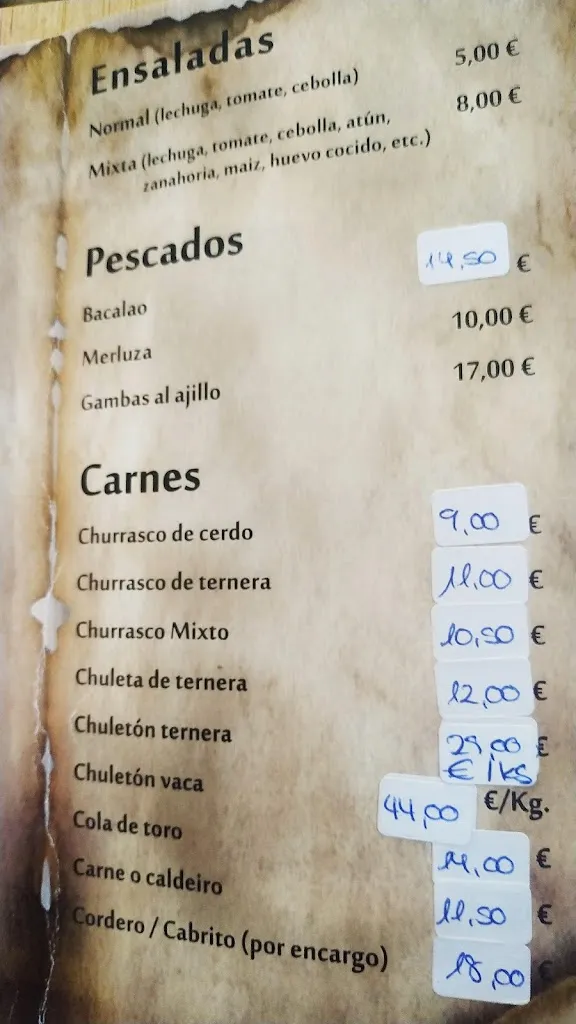 Ensaladas
Normal (lechuga, tomate, cebolla) 5,00 €
Mixta (lechuga, tomate, cebolla, atún, 8,00 €
zanahoria, maiz, huevo cocido, etc.)
Pescados
Bacalao 14,50 €
Merluza 10,00 €
Gambas al ajillo 17,00 €
Carnes
Churrasco de cerdo 9,00 €
Churrasco de ternera 11,00 €
Churrasco Mixto 10,50 €
Chuleta de ternera 12,00 €
Chuletón ternera 29,00 €
€/kg
Chuletón vaca 44,00 €/Kg.
Cola de toro 14,00 €
Carne o caldeiro 11,50 €
Cordero / Cabrito (por encargo) 18,00 €